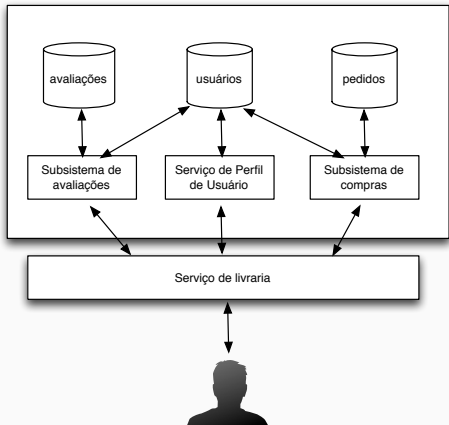 avaliações
usuários
pedidos
Subsistema de
avaliações
Serviço de Perfil
de Usuário
Subsistema de
compras
Serviço de livraria